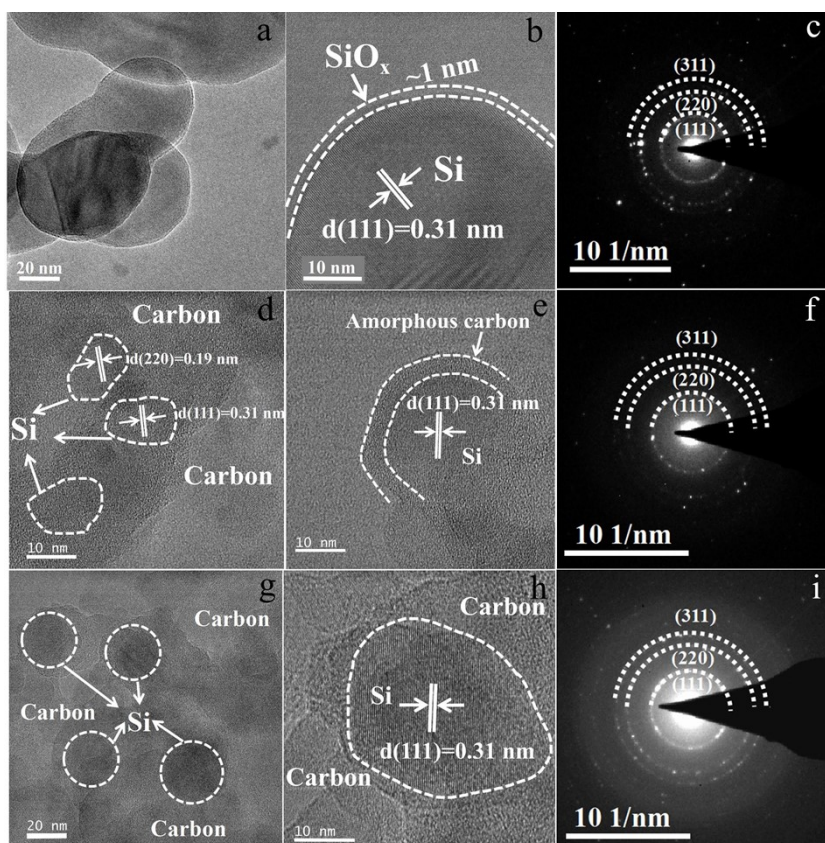 a
20 nm
b
SiOx
~1 nm
Si
d(111)=0.31 nm
10 nm
c
(311)
(220)
(111)
10 1/nm
d
Carbon
d(220)=0.19 nm
d(111)=0.31 nm
Si
Carbon
10 nm
e
Amorphous carbon
d(111)=0.31 nm
Si
10 nm
f
(311)
(220)
(111)
10 1/nm
g
Carbon
Carbon
Si
Carbon
20 nm
h
Carbon
Si
d(111)=0.31 nm
Carbon
10 nm
i
(311)
(220)
(111)
10 1/nm